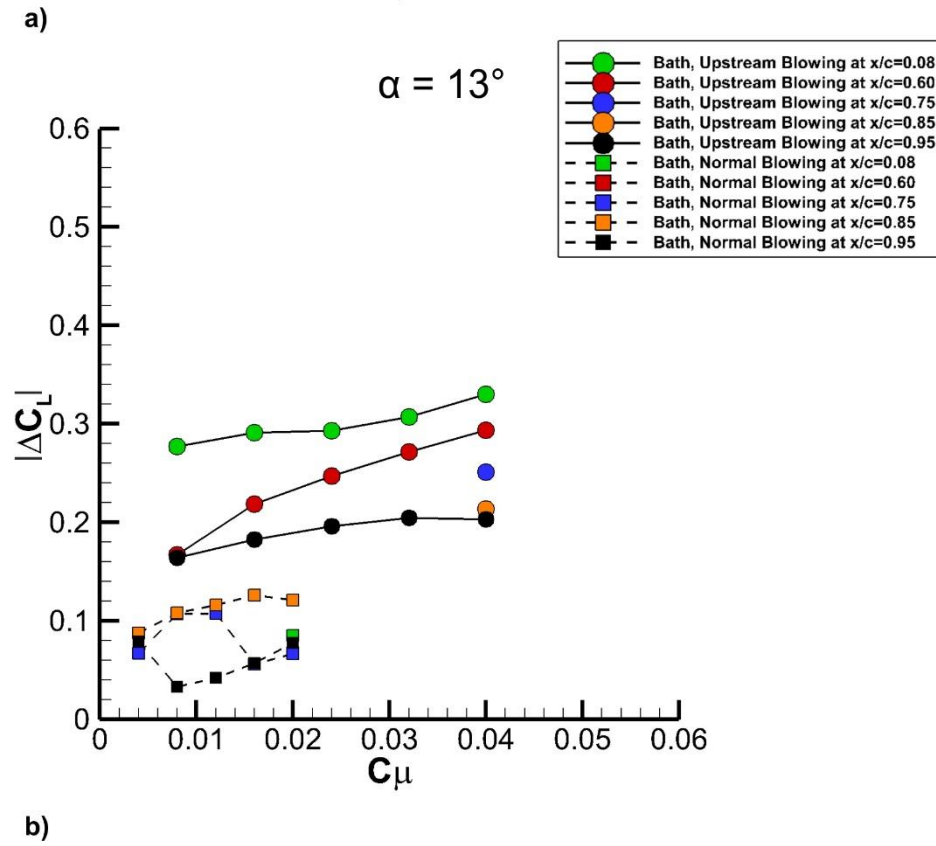 a)
α = 13°
Bath, Upstream Blowing at x/c=0.08
Bath, Upstream Blowing at x/c=0.60
Bath, Upstream Blowing at x/c=0.75
Bath, Upstream Blowing at x/c=0.85
Bath, Upstream Blowing at x/c=0.95
Bath, Normal Blowing at x/c=0.08
Bath, Normal Blowing at x/c=0.60
Bath, Normal Blowing at x/c=0.75
Bath, Normal Blowing at x/c=0.85
Bath, Normal Blowing at x/c=0.95
0.6
0.5
0.4
0.3
0.2
0.1
0
|ΔC_L|
0 0.01 0.02 0.03 0.04 0.05 0.06
Cμ
b)